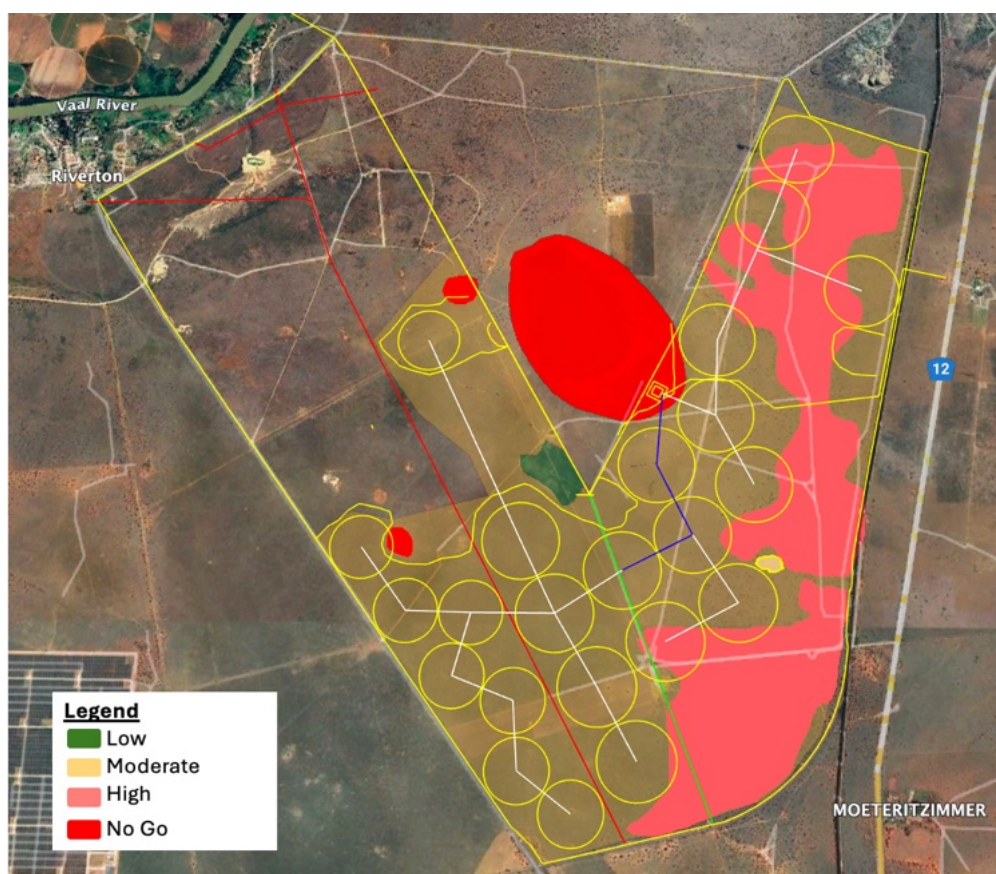 Vaal River
Riverton
12
Legend
Low
Moderate
High
No Go
MOETERITZIMMER